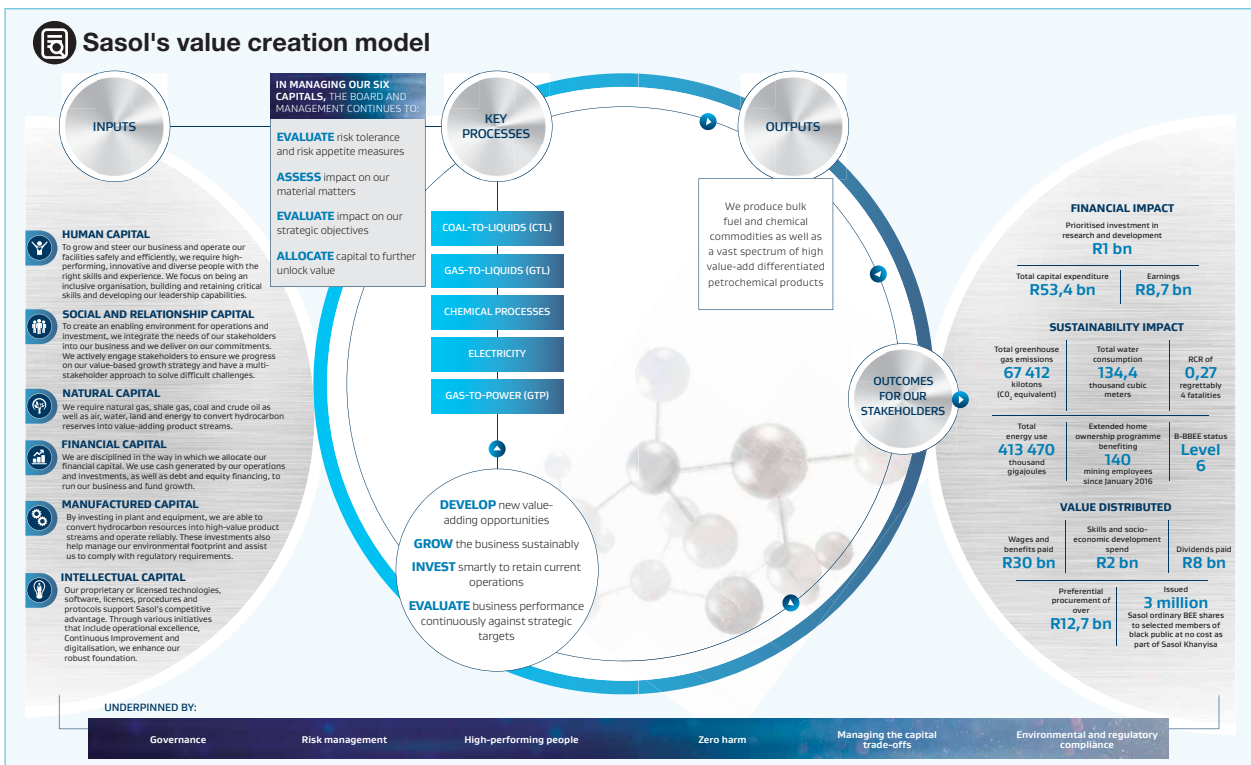 Sasol's value creation model
INPUTS
IN MANAGING OUR SIX
CAPITALS, THE BOARD AND
MANAGEMENT CONTINUES TO:
EVALUATE risk tolerance
and risk appetite measures
ASSESS impact on our
material matters
EVALUATE impact on our
strategic objectives
ALLOCATE capital to further
unlock value
KEY
PROCESSES
OUTPUTS
HUMAN CAPITAL
To grow and steer our business and operate our
facilities safely and efficiently, we require high-
performing, innovative and diverse people with the
right skills and experience. We focus on being an
inclusive organisation, building and retaining critical
skills and developing our leadership capabilities.
SOCIAL AND RELATIONSHIP CAPITAL
To create an enabling environment for operations and
investment, we integrate the needs of our stakeholders
into our business and we deliver on our commitments.
We actively engage stakeholders to ensure we progress
on our value-based growth strategy and have a multi-
stakeholder approach to solve difficult challenges.
NATURAL CAPITAL
We require natural gas, shale gas, coal and crude oil as
well as air, water, land and energy to convert hydrocarbon
reserves into value-adding product streams.
FINANCIAL CAPITAL
We are disciplined in the way in which we allocate our
financial capital. We use cash generated by our operations
and investments, as well as debt and equity financing, to
run our business and fund growth.
MANUFACTURED CAPITAL
By investing in plant and equipment, we are able to
convert hydrocarbon resources into high-value product
streams and operate reliably. These investments also
help manage our environmental footprint and assist
us to comply with regulatory requirements.
INTELLECTUAL CAPITAL
Our proprietary or licensed technologies,
software, licences, procedures and
protocols support Sasol's competitive
advantage. Through various initiatives
that include operational excellence,
Continuous Improvement and
digitalisation, we enhance our
robust foundation.
COAL-TO-LIQUIDS (CTL)
GAS-TO-LIQUIDS (GTL)
CHEMICAL PROCESSES
ELECTRICITY
GAS-TO-POWER (GTP)
DEVELOP new value-
adding opportunities
GROW the business sustainably
INVEST smartly to retain current
operations
EVALUATE business performance
continuously against strategic
targets
We produce bulk
fuel and chemical
commodities as well as
a vast spectrum of high
value-add differentiated
petrochemical products
OUTCOMES
FOR OUR
STAKEHOLDERS
FINANCIAL IMPACT
Prioritised investment in
research and development
R1 bn
Total capital expenditure
R53,4 bn
Earnings
R8,7 bn
SUSTAINABILITY IMPACT
Total greenhouse
gas emissions
67 412
kilotons
(CO₂ equivalent)
Total water
consumption
134,4
thousand cubic
meters
RCR of
0,27
regrettably
4 fatalities
Total
energy use
413 470
thousand
gigajoules
Extended home
ownership programme
benefiting
140
mining employees
since January 2016
B-BBEE status
Level
6
VALUE DISTRIBUTED
Wages and
benefits paid
R30 bn
Skills and socio-
economic development
spend
R2 bn
Dividends paid
R8 bn
Preferential
procurement of
over
R12,7 bn
Issued
3 million
Sasol ordinary BEE shares
to selected members of
black public at no cost as
part of Sasol Khanyisa
UNDERPINNED BY:
Governance
Risk management
High-performing people
Zero harm
Managing the capital
trade-offs
Environmental and regulatory
compliance